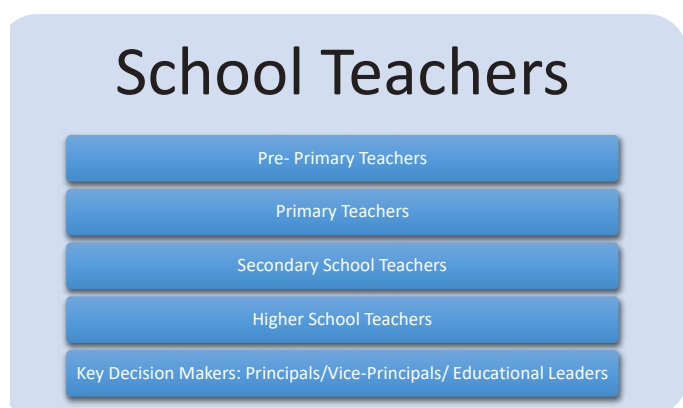 School Teachers
Pre- Primary Teachers
Primary Teachers
Secondary School Teachers
Higher School Teachers
Key Decision Makers: Principals/Vice-Principals/ Educational Leaders